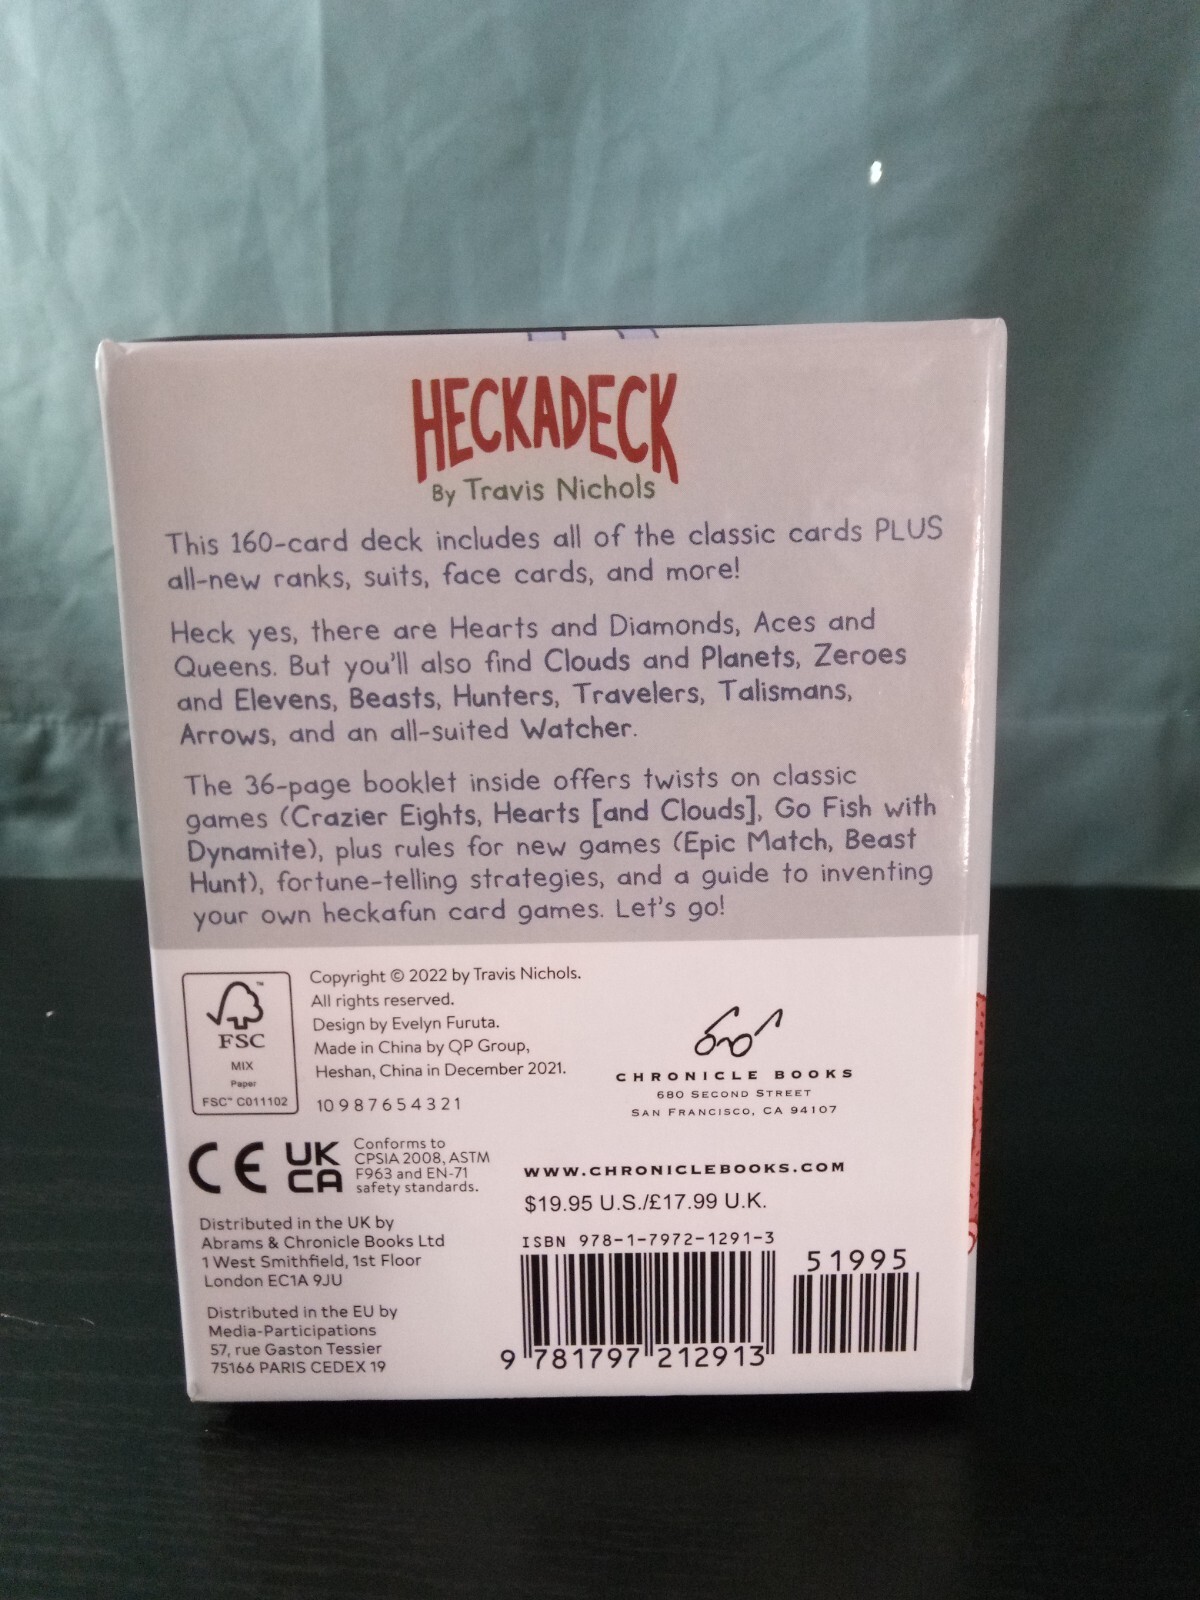 HECKADECK
By Travis Nichols
This 160-card deck includes all of the classic cards PLUS
all-new ranks, suits, face cards, and more!
Heck yes, there are Hearts and Diamonds, Aces and
Queens. But you'll also find Clouds and Planets, Zeroes
and Elevens, Beasts, Hunters, Travelers, Talismans,
Arrows, and an all-suited Watcher.
The 36-page booklet inside offers twists on classic
games (Crazier Eights, Hearts [and Clouds], Go Fish with
Dynamite), plus rules for new games (Epic Match, Beast
Hunt), fortune-telling strategies, and a guide to inventing
your own heckafun card games. Let's go!
FSC
MIX
Paper
FSC™ C011102
Copyright © 2022 by Travis Nichols.
All rights reserved.
Design by Evelyn Furuta.
Made in China by QP Group,
Heshan, China in December 2021.
10 9 8 7 6 5 4 3 2 1
CHRONICLE BOOKS
680 SECOND STREET
SAN FRANCISCO, CA 94107
CE
UK
CA
Conforms to
CPSIA 2008, ASTM
F963 and EN-71
safety standards.
WWW.CHRONICLEBOOKS.COM
$19.95 U.S./£17.99 U.K.
Distributed in the UK by
Abrams & Chronicle Books Ltd
1 West Smithfield, 1st Floor
London EC1A 9JU
Distributed in the EU by
Media-Participations
57, rue Gaston Tessier
75166 PARIS CEDEX 19
ISBN 978-1-7972-1291-3
51995
9 781797 212913